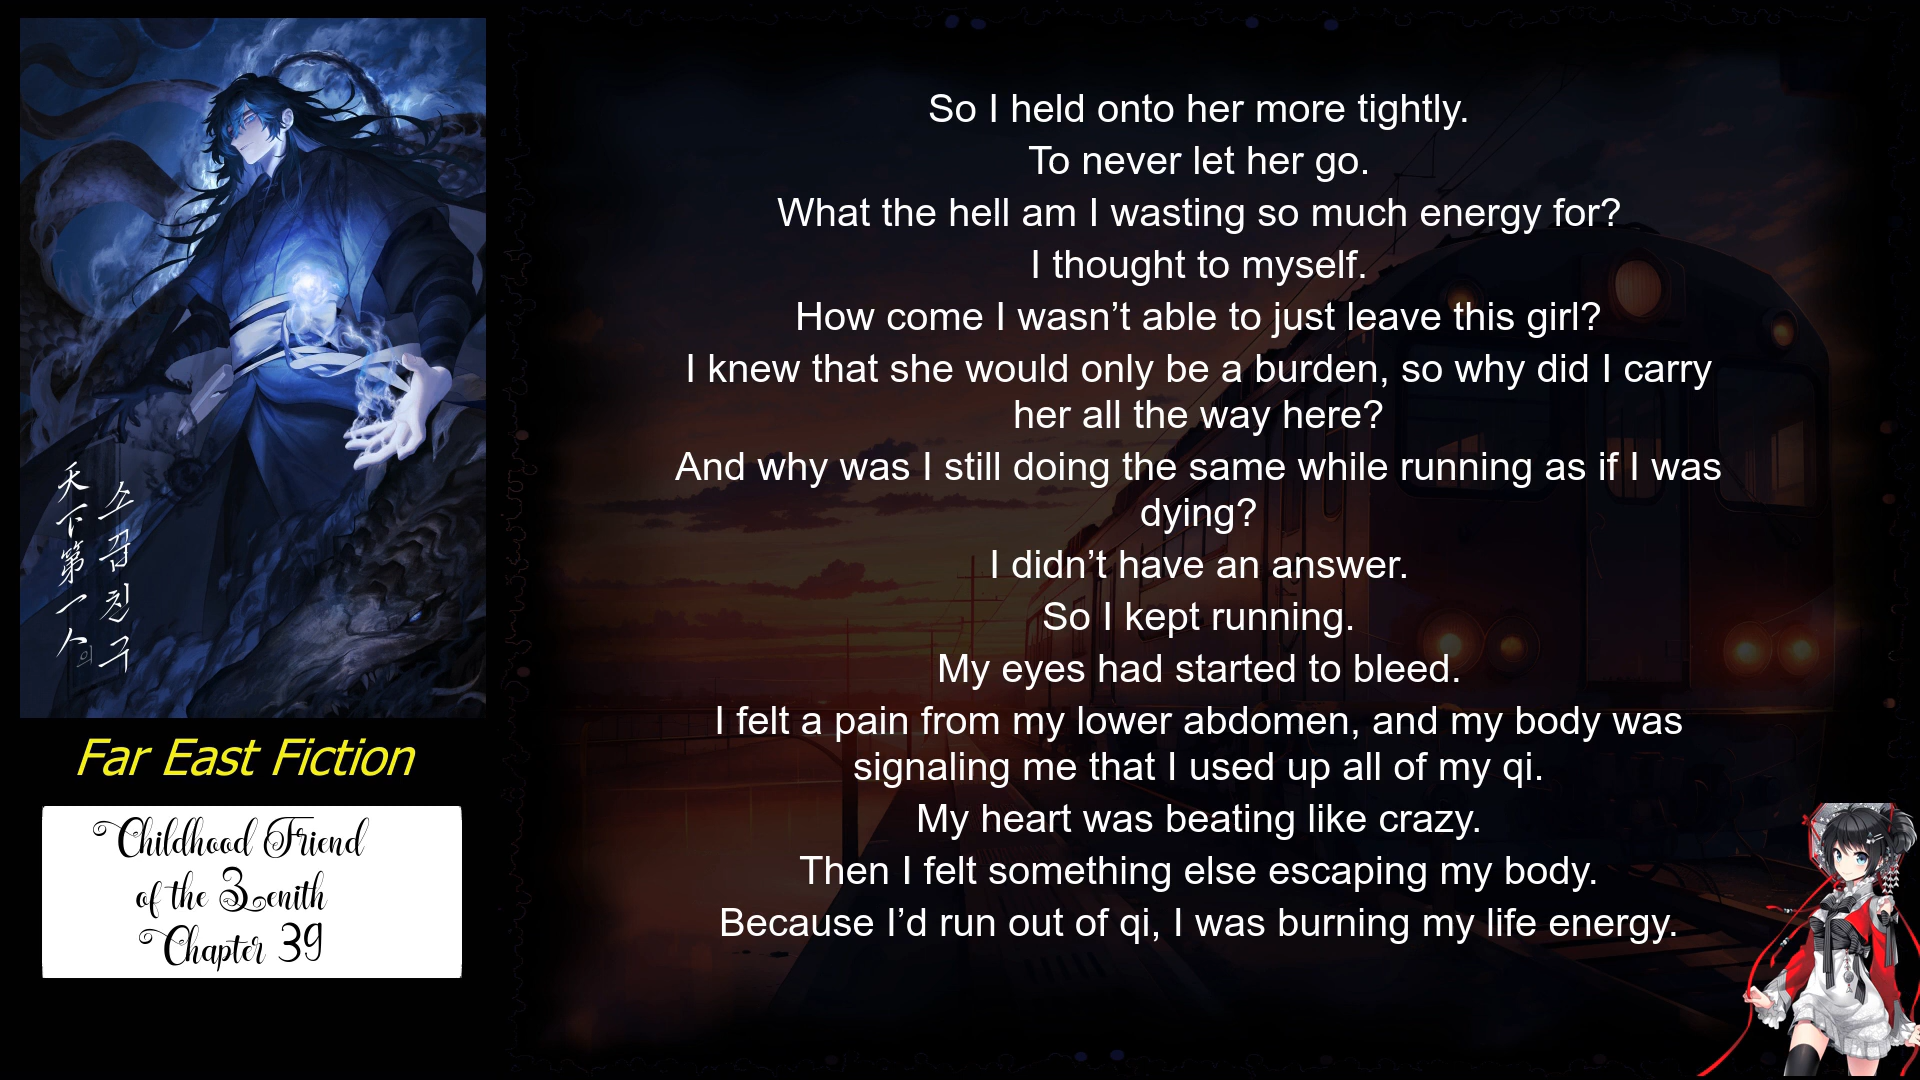 天下第一人의
소꿉친구
Far East Fiction
Childhood Friend
of the Zenith
Chapter 39
So I held onto her more tightly.
To never let her go.
What the hell am I wasting so much energy for?
I thought to myself.
How come I wasn’t able to just leave this girl?
I knew that she would only be a burden, so why did I carry
her all the way here?
And why was I still doing the same while running as if I was
dying?
I didn’t have an answer.
So I kept running.
My eyes had started to bleed.
I felt a pain from my lower abdomen, and my body was
signaling me that I used up all of my qi.
My heart was beating like crazy.
Then I felt something else escaping my body.
Because I’d run out of qi, I was burning my life energy.